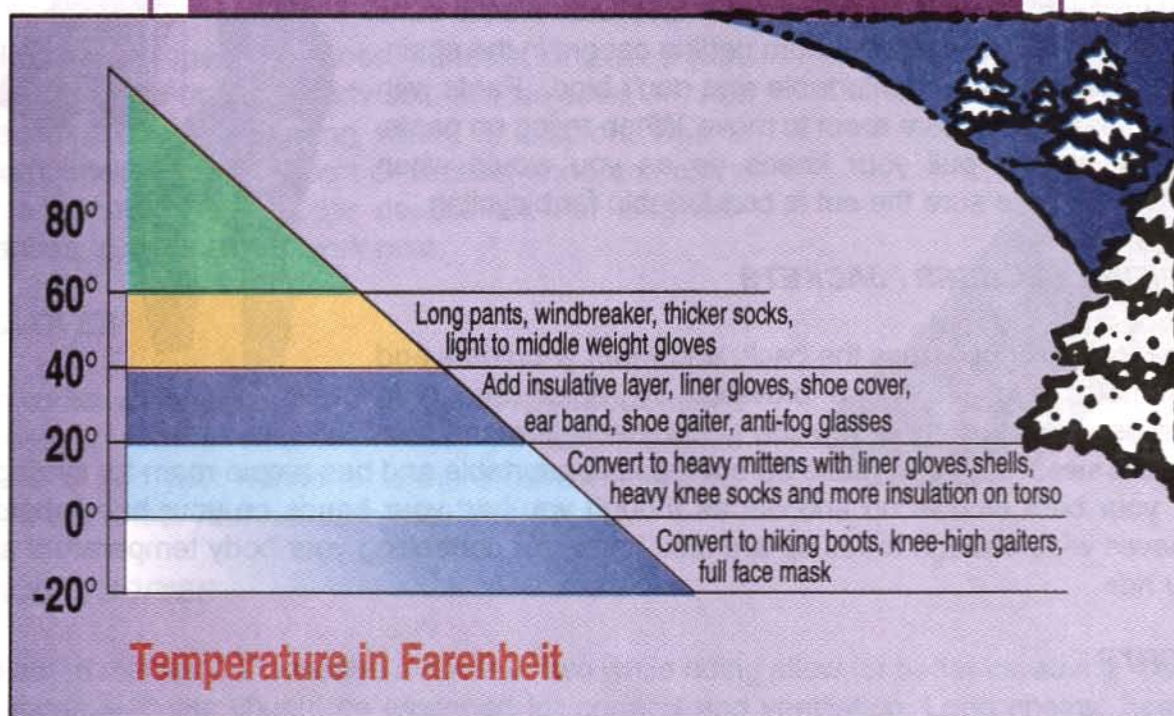 80°
60°
Long pants, windbreaker, thicker socks,
light to middle weight gloves
40°
Add insulative layer, liner gloves, shoe cover,
ear band, shoe gaiter, anti-fog glasses
20°
Convert to heavy mittens with liner gloves,shells,
heavy knee socks and more insulation on torso
0°
Convert to hiking boots, knee-high gaiters,
full face mask
-20°
Temperature in Farenheit